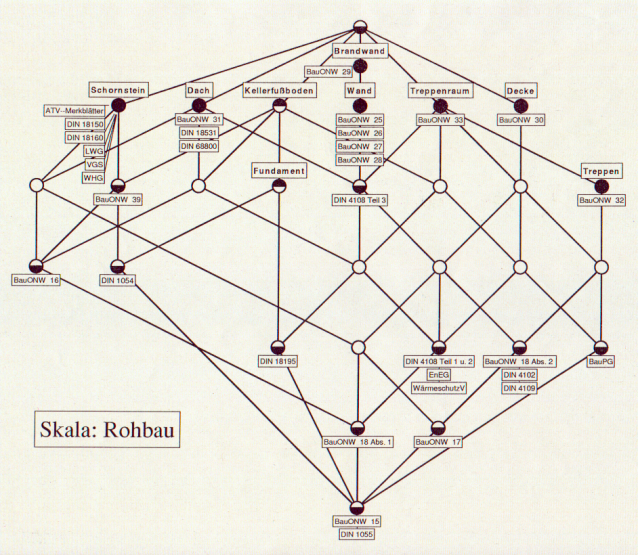 Brandwand
BauONW 29
Schornstein
Dach
Kellerfußboden
Wand
Treppenraum
Decke
ATV--Merkblätter
DIN 18150
DIN 18160
LWG
VGS
WHG
BauONW 31
DIN 18531
DIN 68800
BauONW 25
BauONW 26
BauONW 27
BauONW 28
BauONW 33
BauONW 30
Fundament
Treppen
BauONW 39
DIN 4108 Teil 3
BauONW 32
BauONW 16
DIN 1054
DIN 18195
DIN 4108 Teil 1 u. 2
EnEG
WärmeschutzV
BauONW 18 Abs. 2
DIN 4102
DIN 4109
BauPG
Skala: Rohbau
BauONW 18 Abs. 1
BauONW 17
BauONW 15
DIN 1055